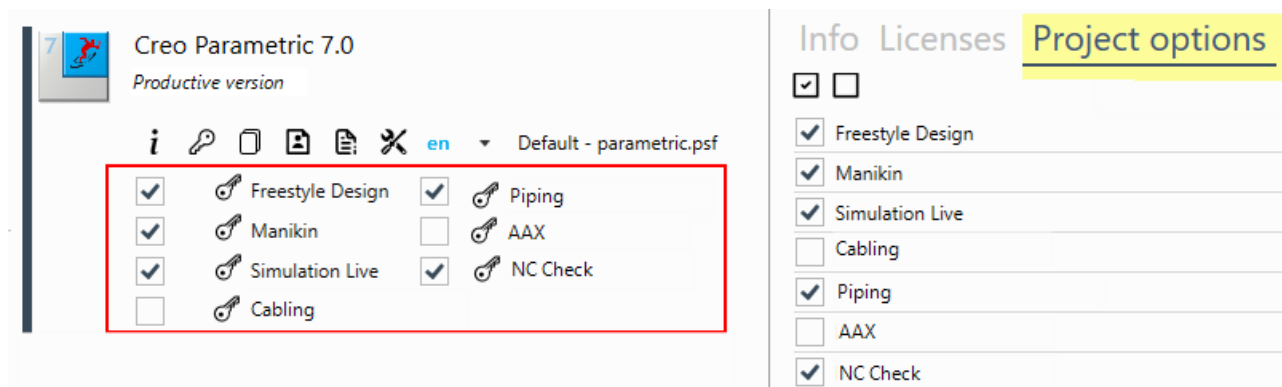 7
Creo Parametric 7.0
Productive version
i en Default - parametric.psf
Freestyle Design Piping
Manikin AAX
Simulation Live NC Check
Cabling
Info Licenses Project options
Freestyle Design
Manikin
Simulation Live
Cabling
Piping
AAX
NC Check